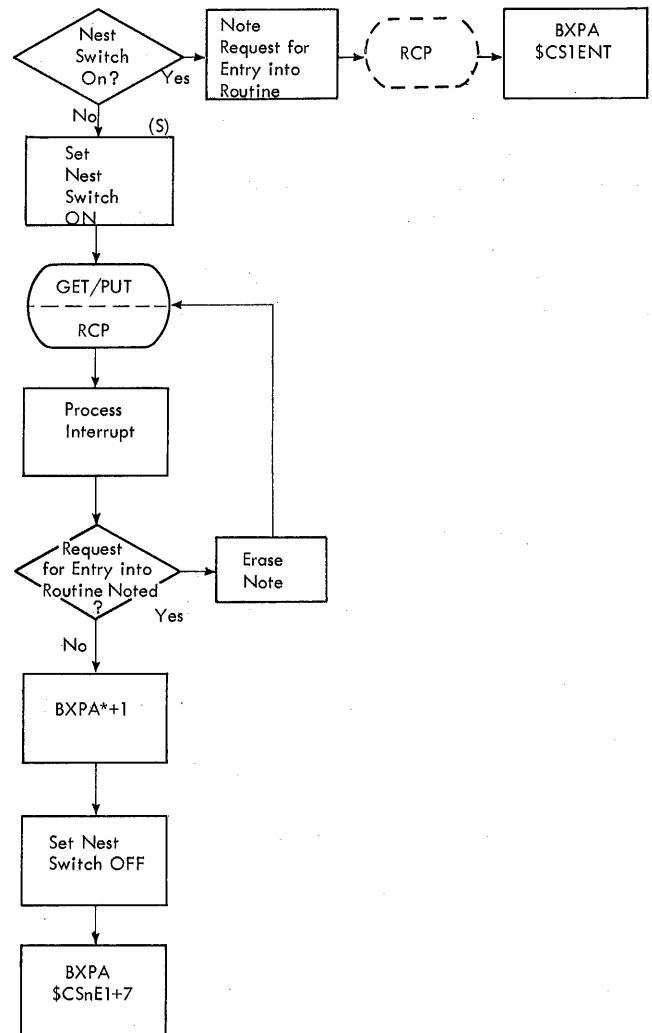 Nest
Switch
On?
Yes
Note
Request for
Entry into
Routine
RCP
BXPA
$CS1ENT
No
(S)
Set
Nest
Switch
ON
GET/PUT
RCP
Process
Interrupt
Request
for Entry into
Routine Noted
?
Yes
Erase
Note
No
BXPA*+1
Set Nest
Switch OFF
BXPA
$CSnE1+7